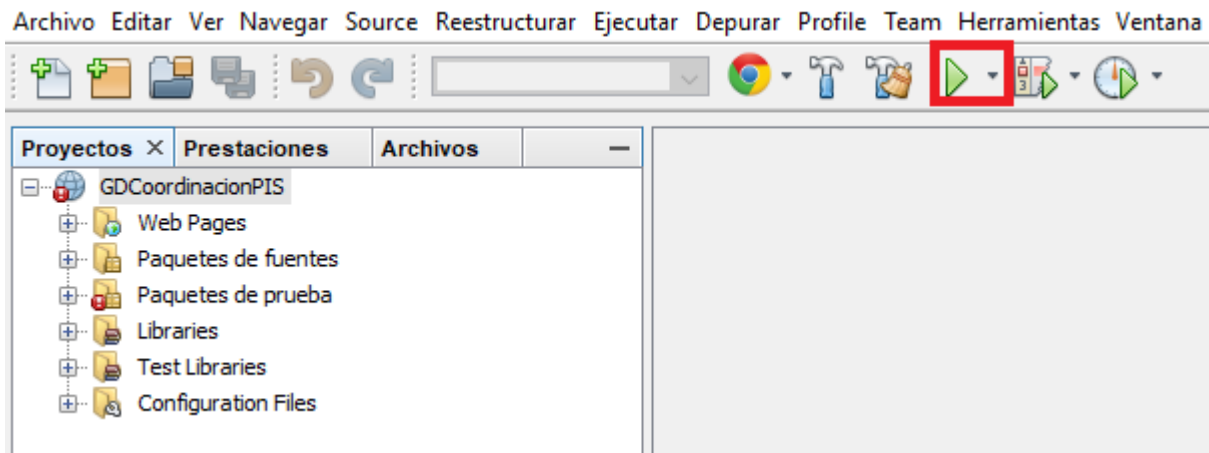 Archivo Editar Ver Navegar Source Reestructurar Ejecutar Depurar Profile Team Herramientas Ventana
Proyectos Prestaciones Archivos
GDCoordinacionPIS
Web Pages
Paquetes de fuentes
Paquetes de prueba
Libraries
Test Libraries
Configuration Files